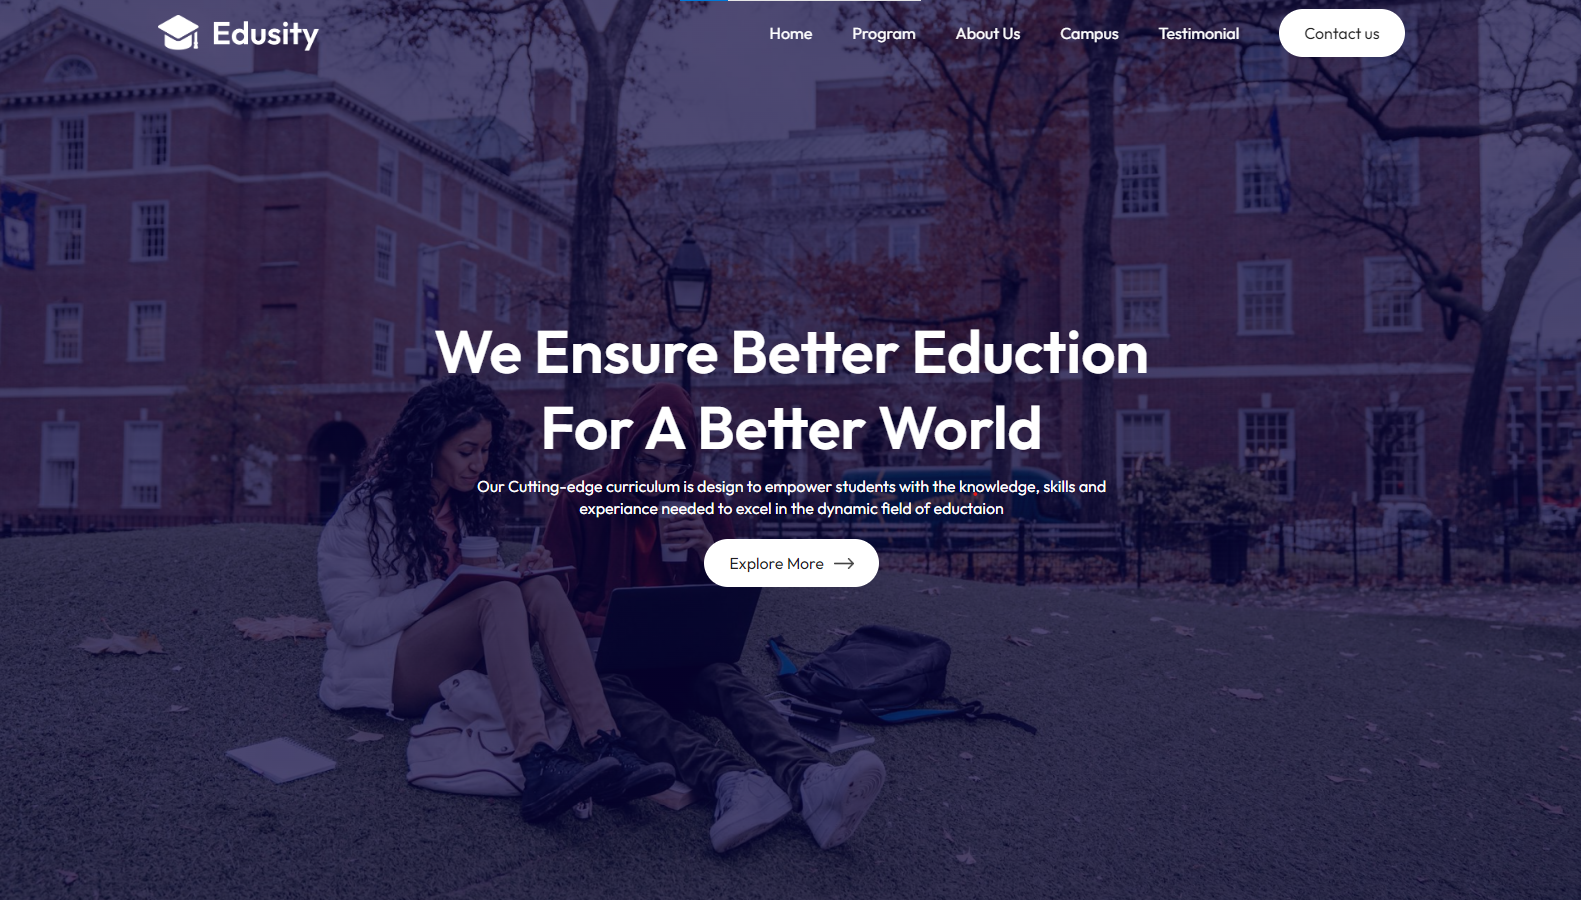 Edusity
Home Program About Us Campus Testimonial Contact us
We Ensure Better Eduction
For A Better World
Our Cutting-edge curriculum is design to empower students with the knowledge, skills and
experiance needed to excel in the dynamic field of eductaion
Explore More